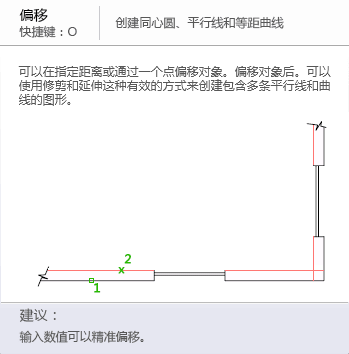 偏移
快捷键：O
创建同心圆、平行线和等距曲线
可以在指定距离或通过一个点偏移对象。偏移对象后。可以
使用修剪和延伸这种有效的方式来创建包含多条平行线和曲
线的图形。
2
1
建议：
输入数值可以精准偏移。